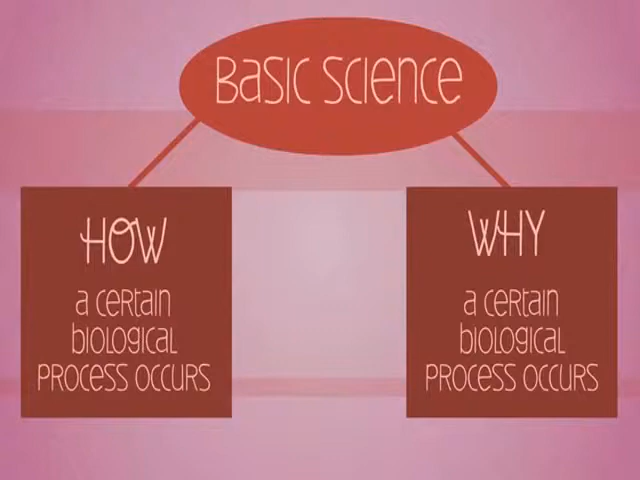 BASIC SCIENCE
HOW
A CERTAIN
BIOLOGICAL
PROCESS OCCURS
WHY
A CERTAIN
BIOLOGICAL
PROCESS OCCURS